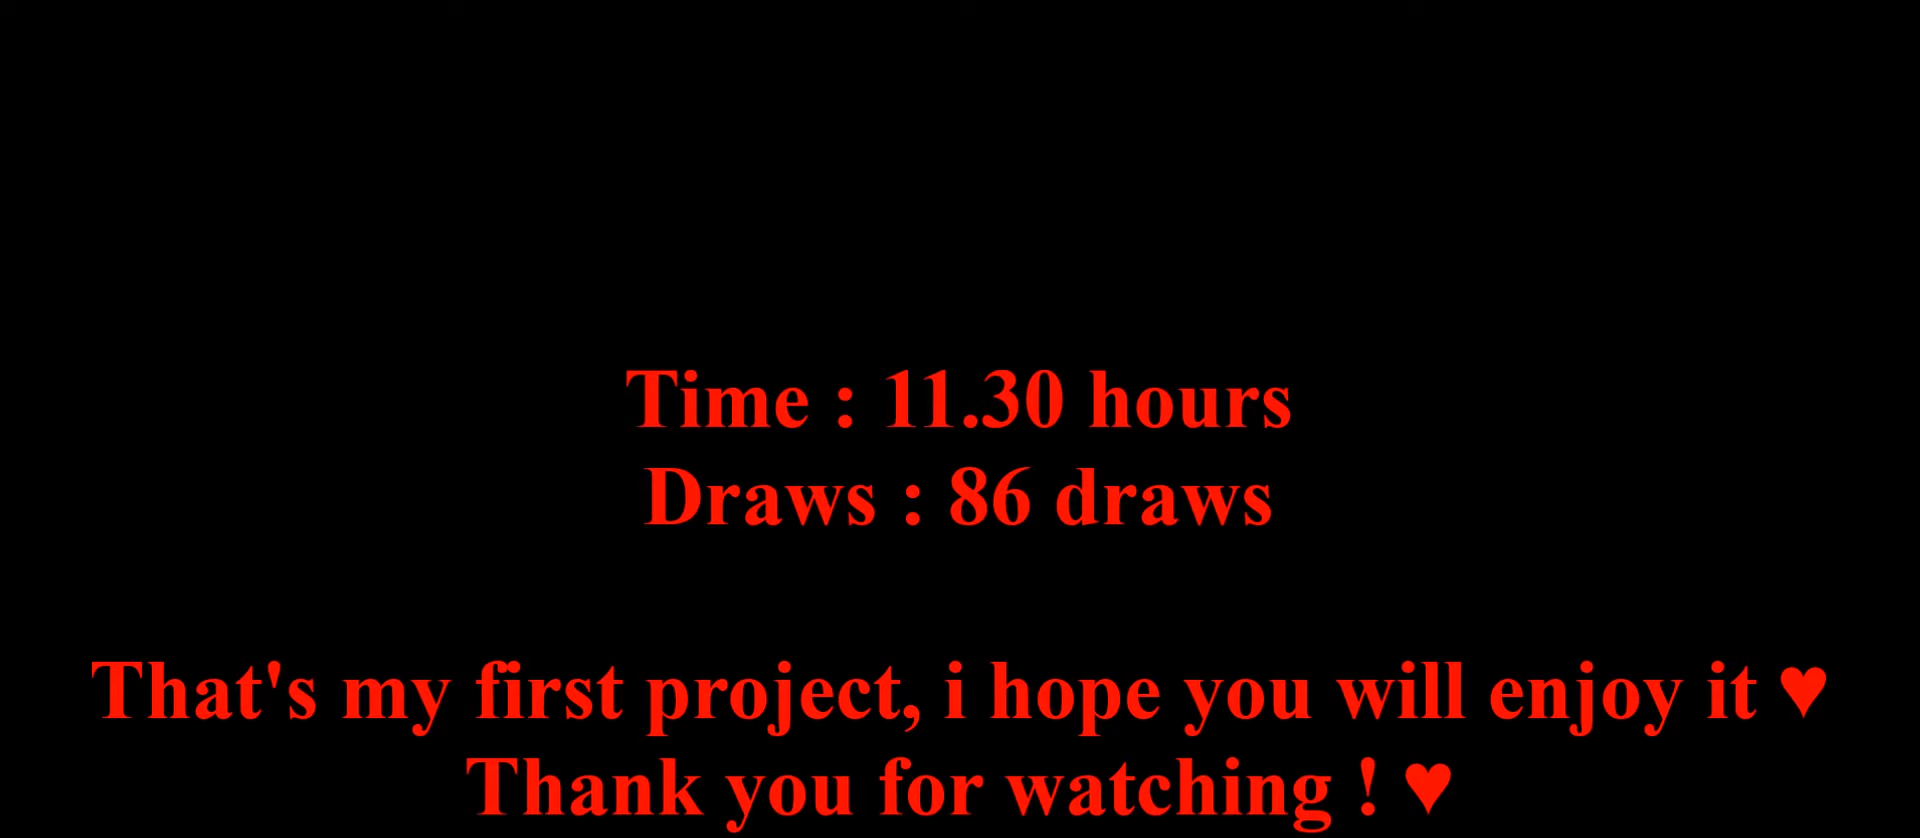 Time : 11.30 hours
Draws : 86 draws
That's my first project, i hope you will enjoy it ♥
Thank you for watching ! ♥